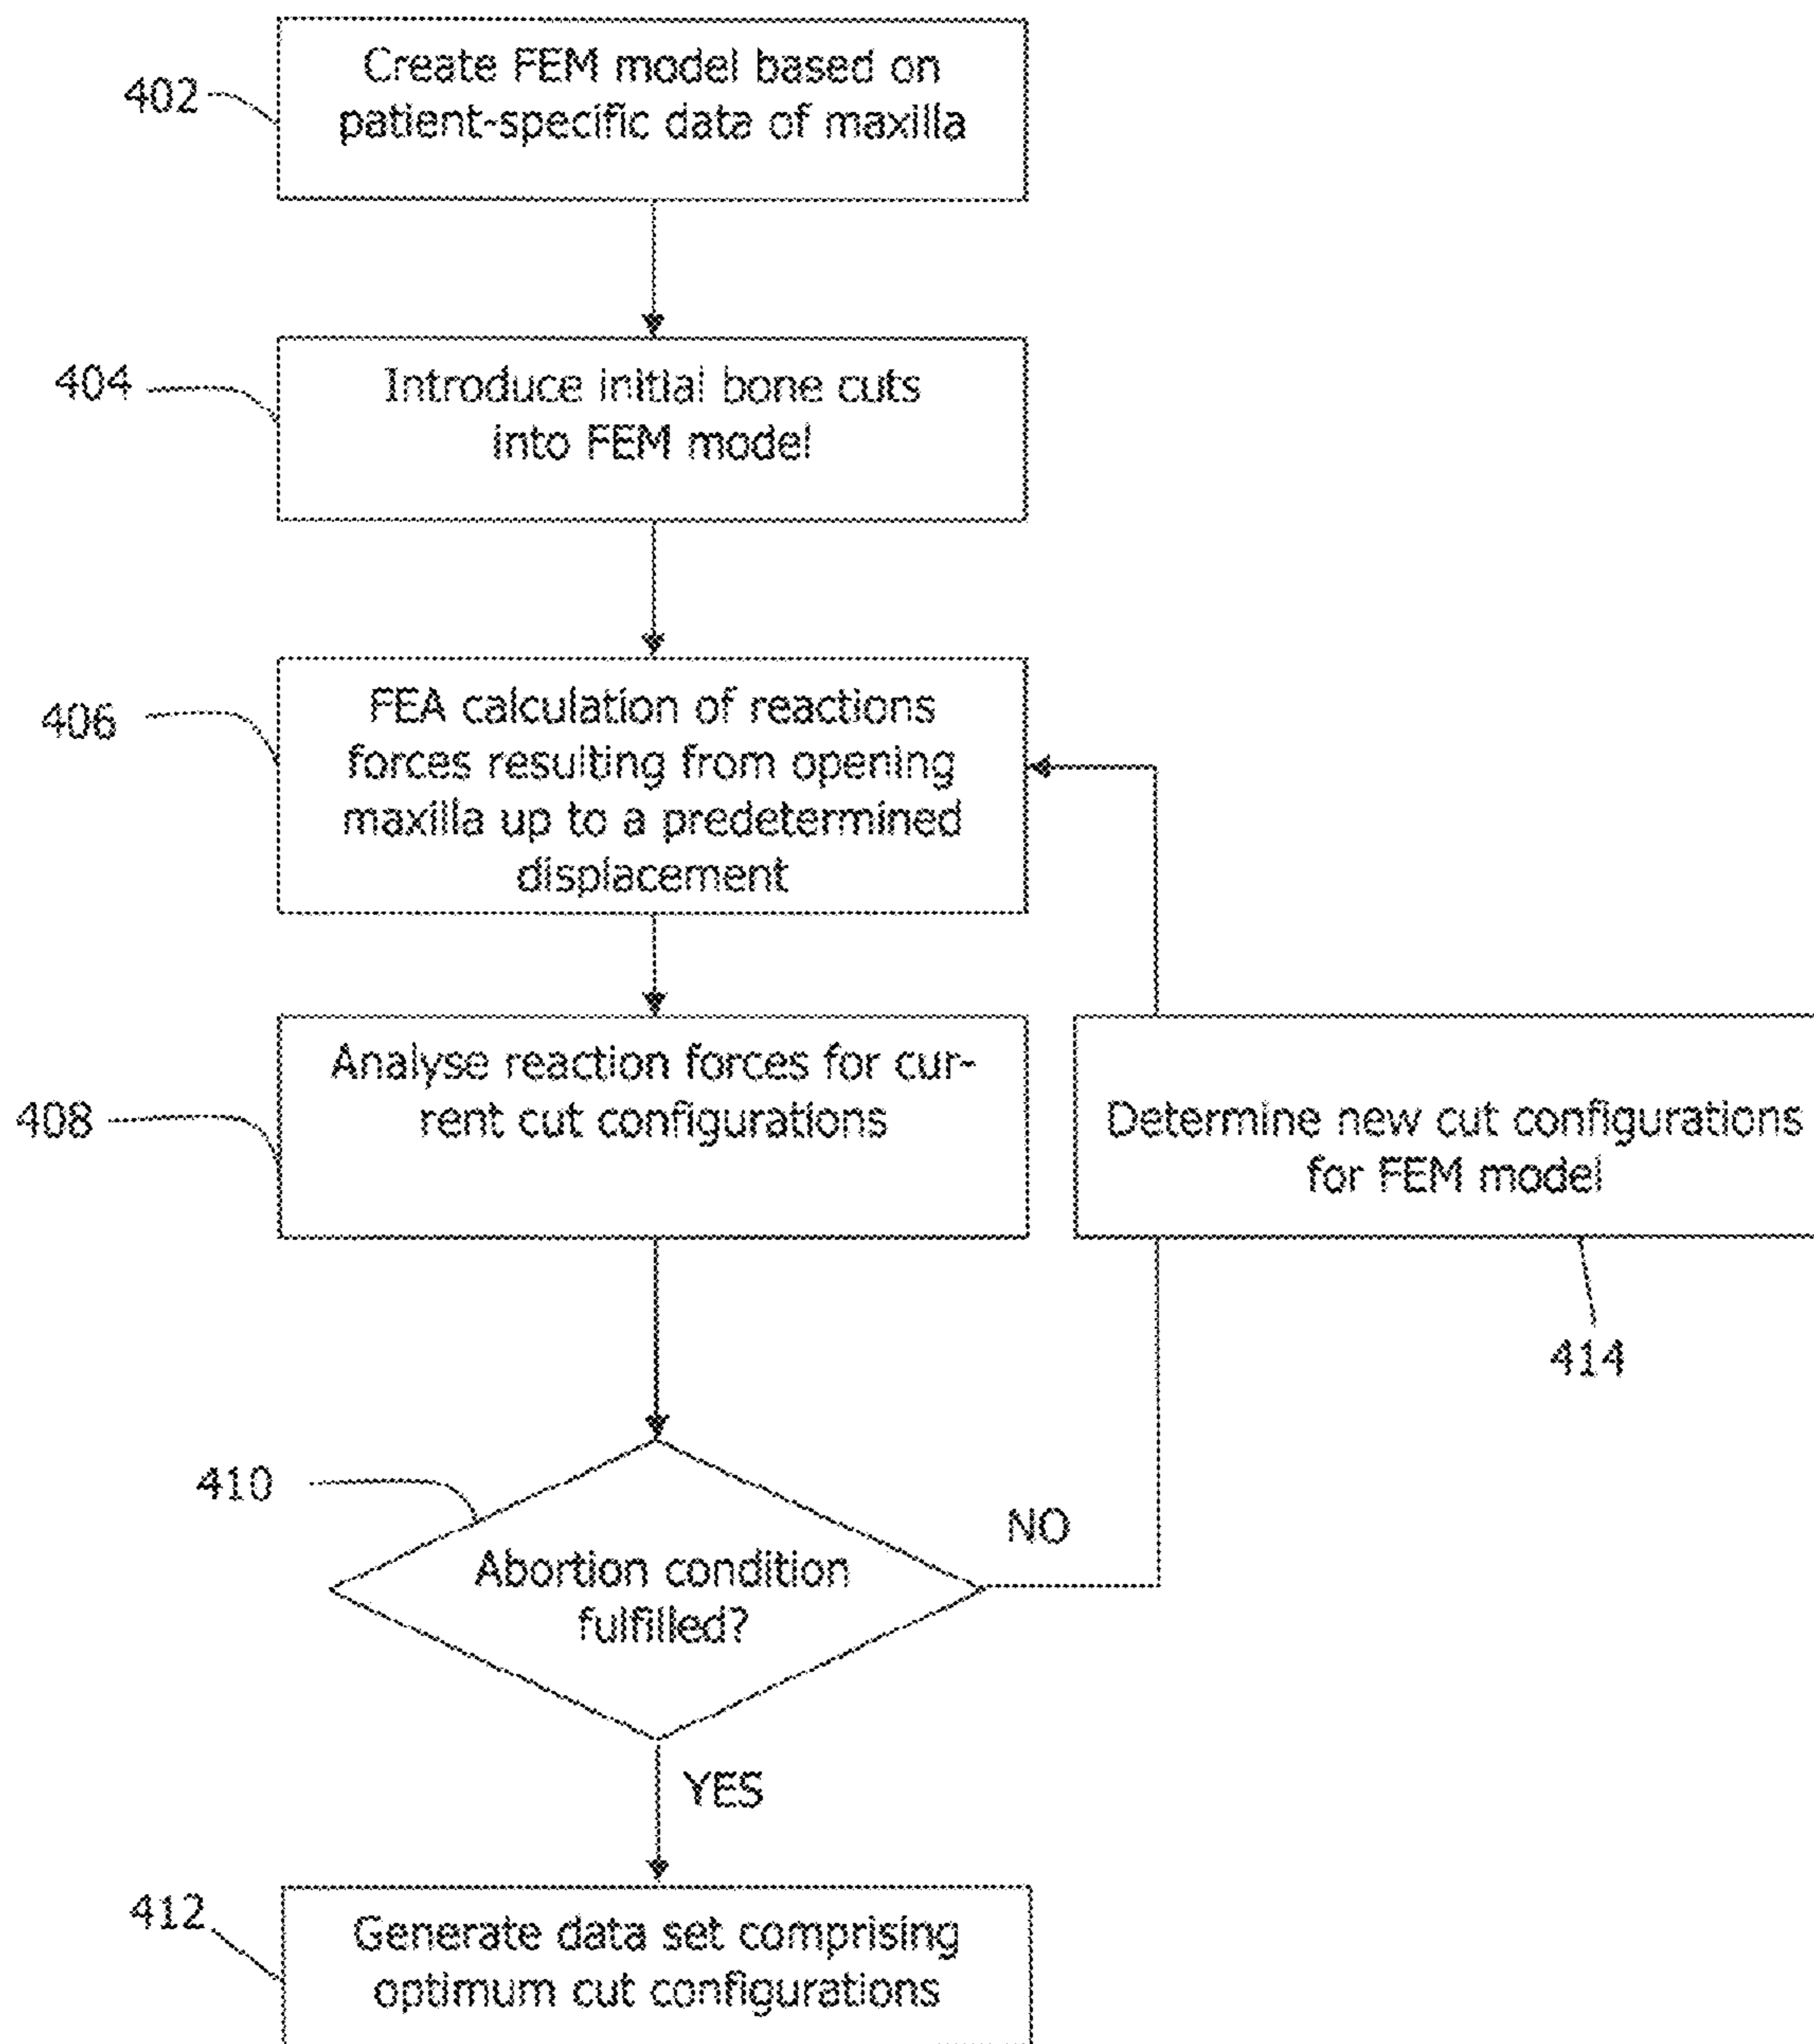 402
Create FEM model based on
patient-specific data of maxilla
404
Introduce initial bone cuts
into FEM model
406
FEA calculation of reactions
forces resulting from opening
maxilla up to a predetermined
displacement
408
Analyse reaction forces for cur-
rent cut configurations
Determine new cut configurations
for FEM model
414
410
Abortion condition
fulfilled?
NO
YES
412
Generate data set comprising
optimum cut configurations